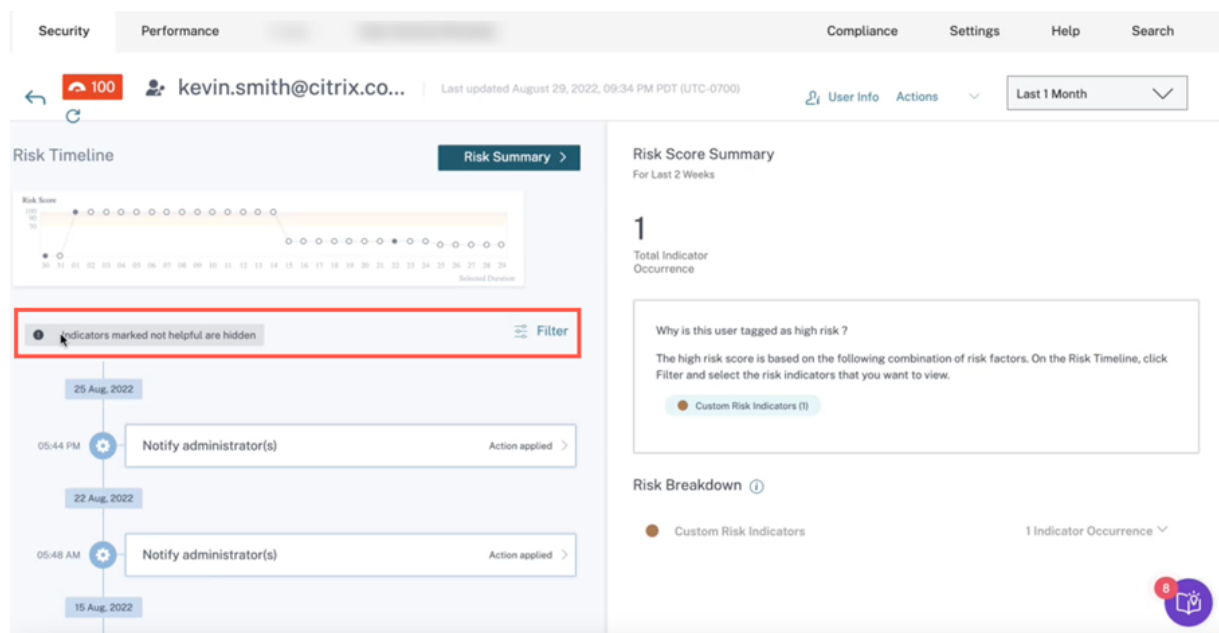 Security
Performance
Compliance
Settings
Help
Search
100
kevin.smith@citrix.co...
Last updated August 29, 2022, 09:34 PM PDT (UTC-0700)
User Info
Actions
Last 1 Month
Risk Timeline
Risk Summary >
Risk Score
100
90
70
30 31 01 02 03 04 05 06 07 08 09 10 11 12 13 14 15 16 17 18 19 20 21 22 23 24 25 26 27 28 29
Selected Duration
Indicators marked not helpful are hidden
Filter
25 Aug, 2022
05:44 PM
Notify administrator(s)
Action applied >
22 Aug, 2022
05:48 AM
Notify administrator(s)
Action applied >
15 Aug, 2022
Risk Score Summary
For Last 2 Weeks
1
Total Indicator
Occurrence
Why is this user tagged as high risk ?
The high risk score is based on the following combination of risk factors. On the Risk Timeline, click
Filter and select the risk indicators that you want to view.
Custom Risk Indicators (1)
Risk Breakdown
Custom Risk Indicators
1 Indicator Occurrence
8